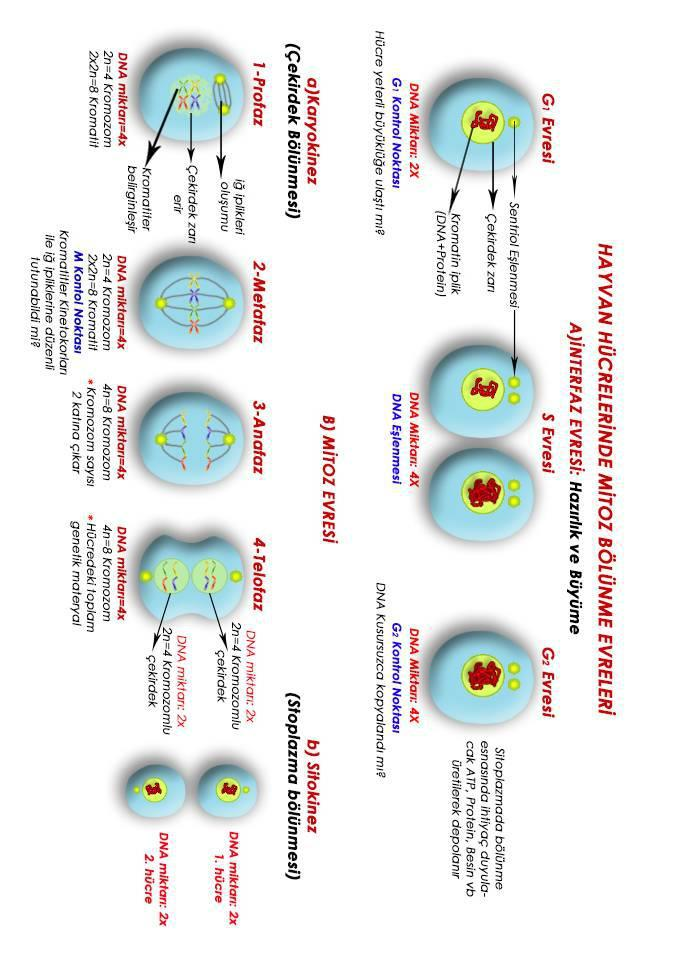 HAYVAN HÜCRELERİNDE MİTOZ BÖLÜNME EVRELERİ
A)İNTERFAZ EVRESİ: Hazırlık ve Büyüme
G1 Evresi
Sentriol Eşlenmesi
Çekirdek zarı
Kromatin iplik
(DNA+Protein)
DNA Miktarı: 2X
G1 Kontrol Noktası
Hücre yeterli büyüklüğe ulaştı mı?
S Evresi
DNA Miktarı: 4X
DNA Eşlenmesi
G2 Evresi
DNA Miktarı: 4X
G2 Kontrol Noktası
DNA Kusursuzca kopyalandı mı?
Sitoplazmada bölünme
esnasında ihtiyaç duyula-
cak ATP, Protein, Besin vb
üretilerek depolanır
B) MİTOZ EVRESİ
a)Karyokinez
(Çekirdek Bölünmesi)
1-Profaz
iğ iplikleri
oluşumu
Çekirdek zarı
erir
Kromatitler
belirginleşir
DNA miktarı=4x
2n=4 Kromozom
2x2n=8 Kromatit
2-Metafaz
DNA miktarı=4x
2n=4 Kromozom
2x2n=8 Kromatit
M Kontol Noktası
Kromatitler Kinetokorları
ile iğ ipliklerine düzenli
tutunabildi mi?
3-Anafaz
DNA miktarı=4x
4n=8 Kromozom
* Kromozom sayısı
2 katına çıkar
4-Telofaz
DNA miktarı: 2x
2n=4 Kromozomlu
çekirdek
DNA miktarı: 2x
2n=4 Kromozomlu
çekirdek
DNA miktarı=4x
4n=8 Kromozom
* Hücredeki toplam
genetik materyal
b) Sitokinez
(Stoplazma bölünmesi)
DNA miktarı: 2x
1. hücre
DNA miktarı: 2x
2. hücre